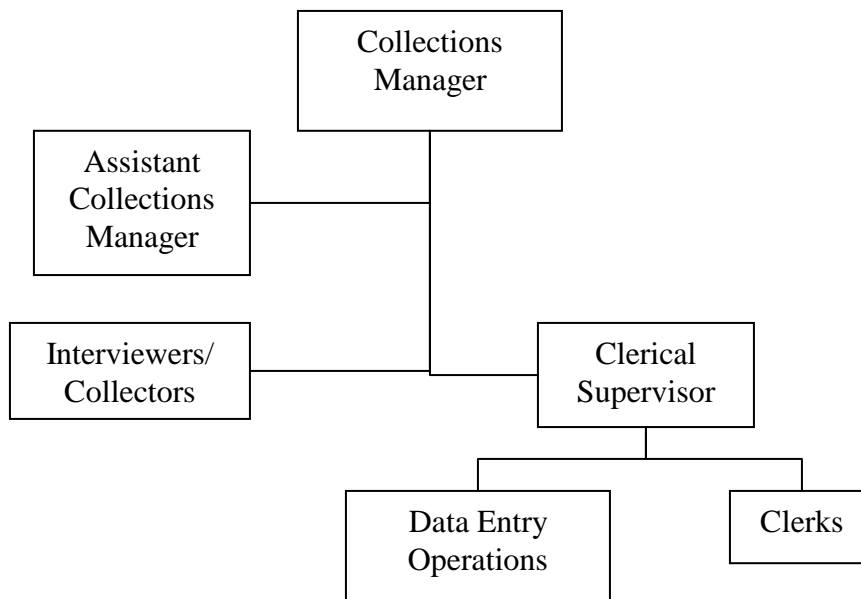 Collections
Manager
Assistant
Collections
Manager
Interviewers/
Collectors
Clerical
Supervisor
Data Entry
Operations
Clerks